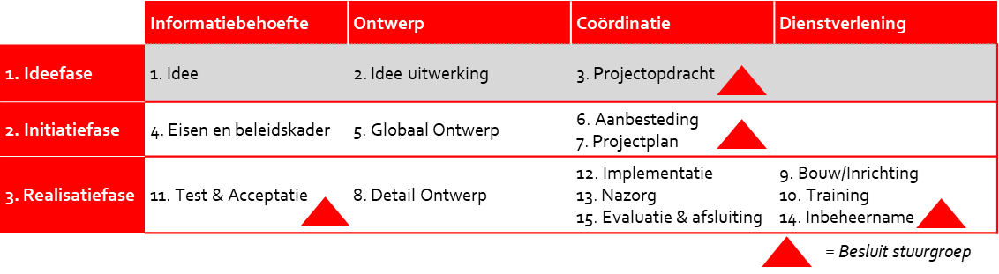 Informatiebehoefte Ontwerp Coördinatie Dienstverlening
1. Ideefase 1. Idee 2. Idee uitwerking 3. Projectopdracht
2. Initiatiefase 4. Eisen en beleidskader 5. Globaal Ontwerp 6. Aanbesteding
7. Projectplan
3. Realisatiefase 11. Test & Acceptatie 8. Detail Ontwerp 12. Implementatie
13. Nazorg
15. Evaluatie & afsluiting
9. Bouw/Inrichting
10. Training
14. Inbeheername
= Besluit stuurgroep